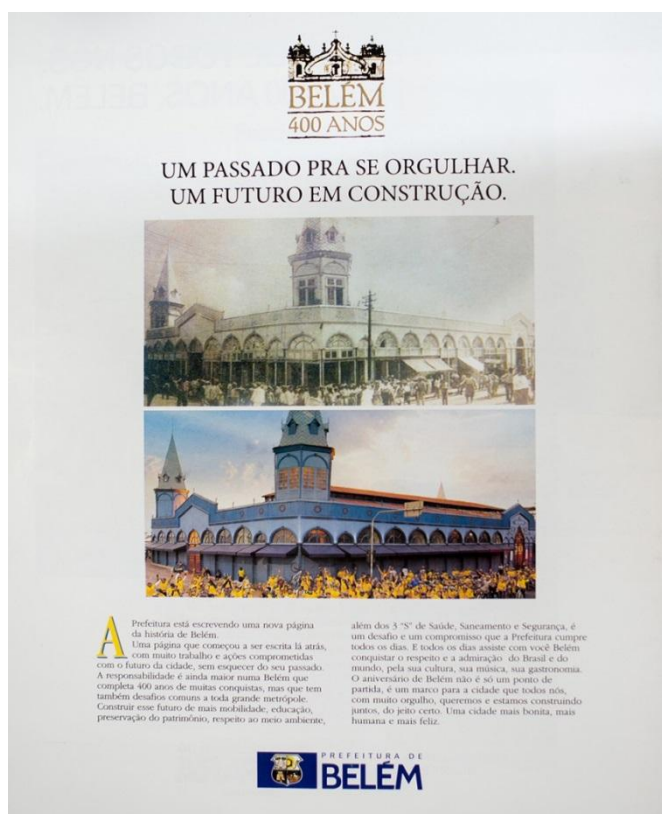 BELÉM
400 ANOS
UM PASSADO PRA SE ORGULHAR.
UM FUTURO EM CONSTRUÇÃO.
A Prefeitura está escrevendo uma nova página
da história de Belém.
Uma página que começou a ser escrita lá atrás,
com muito trabalho e ações comprometidas
com o futuro da cidade, sem esquecer do seu passado.
A responsabilidade é ainda maior numa Belém que
completa 400 anos de muitas conquistas, mas que tem
também desafios comuns a toda grande metrópole.
Construir esse futuro de mais mobilidade, educação,
preservação do patrimônio, respeito ao meio ambiente,
além dos 3 "S" de Saúde, Saneamento e Segurança, é
um desafio e um compromisso que a Prefeitura cumpre
todos os dias. E todos os dias assiste com você Belém
conquistar o respeito e a admiração do Brasil e do
mundo, pela sua cultura, sua música, sua gastronomia.
O aniversário de Belém não é só um ponto de
partida, é um marco para a cidade que todos nós,
com muito orgulho, queremos e estamos construindo
juntos, do jeito certo. Uma cidade mais bonita, mais
humana e mais feliz.
PREFEITURA DE
BELÉM